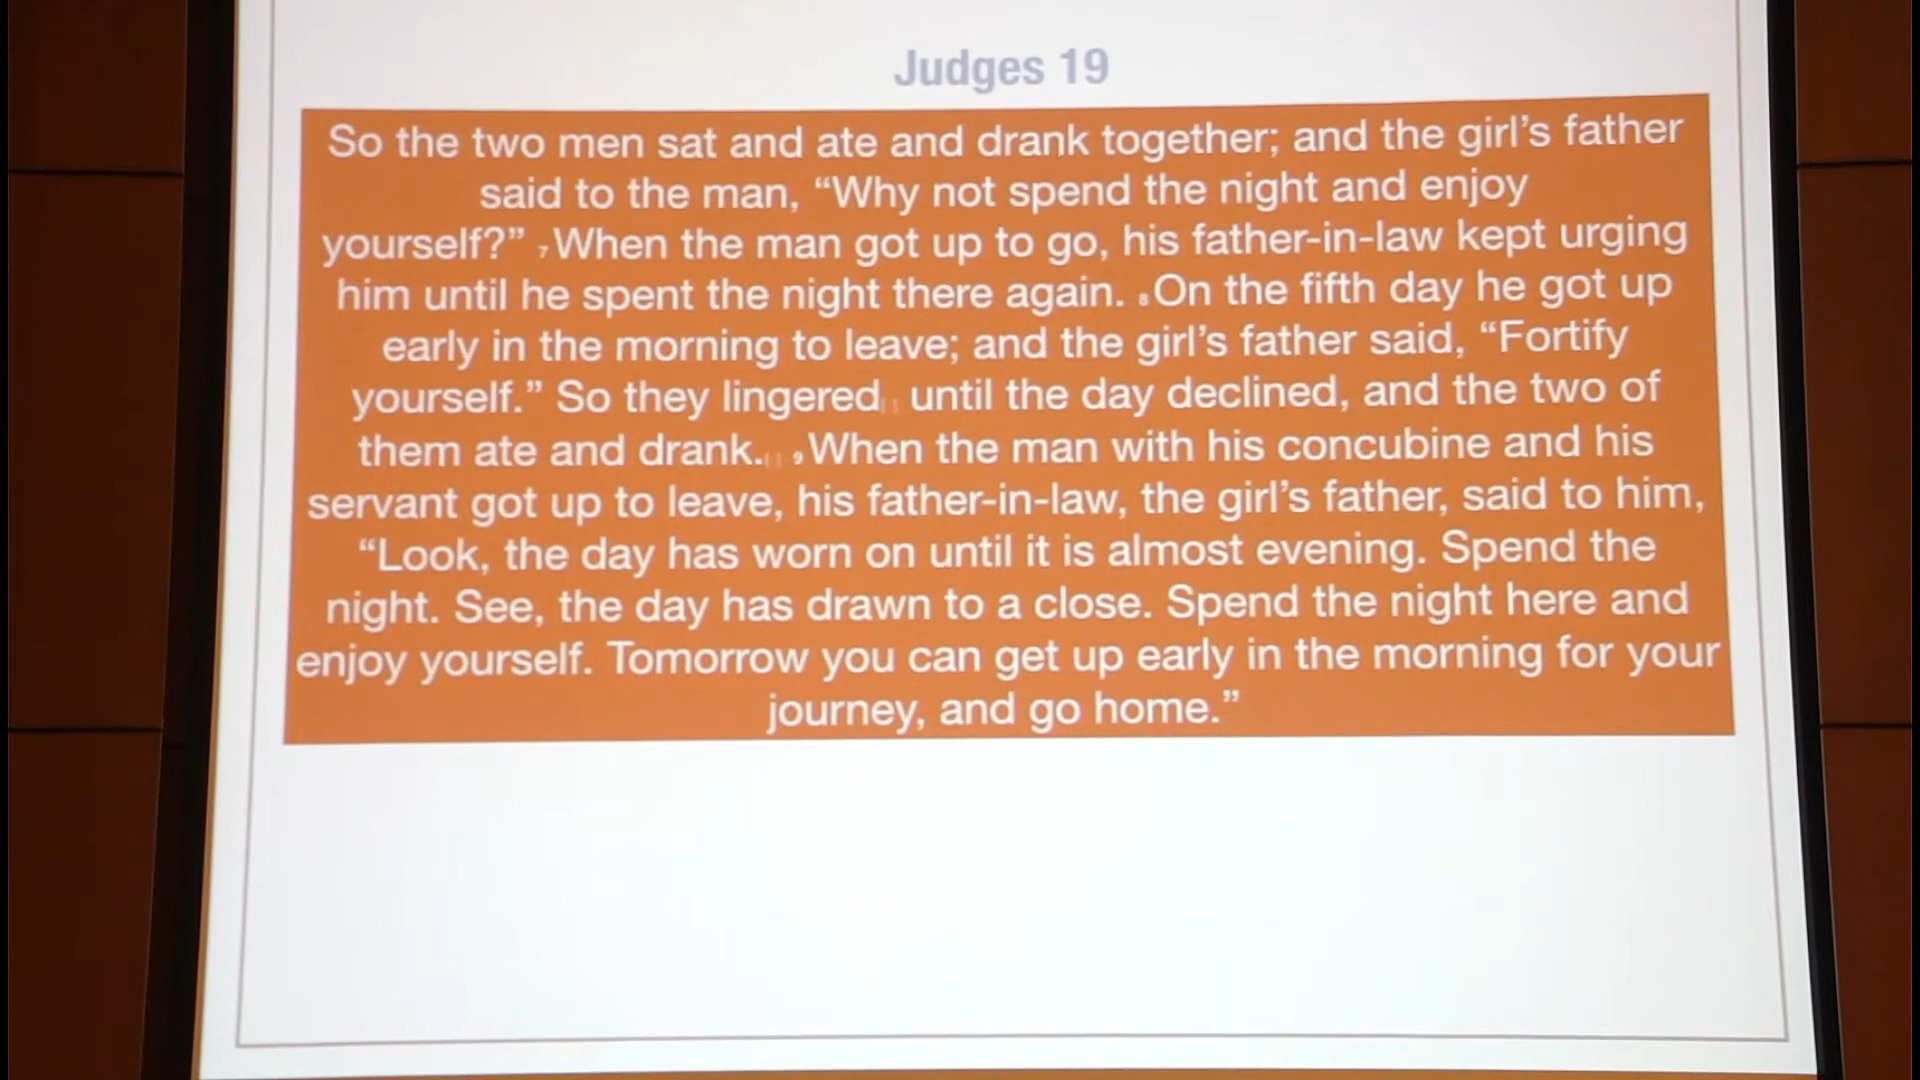 Judges 19
So the two men sat and ate and drank together; and the girl’s father
said to the man, “Why not spend the night and enjoy
yourself?” 7 When the man got up to go, his father-in-law kept urging
him until he spent the night there again. 8 On the fifth day he got up
early in the morning to leave; and the girl’s father said, “Fortify
yourself.” So they lingered until the day declined, and the two of
them ate and drank. 9 When the man with his concubine and his
servant got up to leave, his father-in-law, the girl’s father, said to him,
“Look, the day has worn on until it is almost evening. Spend the
night. See, the day has drawn to a close. Spend the night here and
enjoy yourself. Tomorrow you can get up early in the morning for your
journey, and go home.”